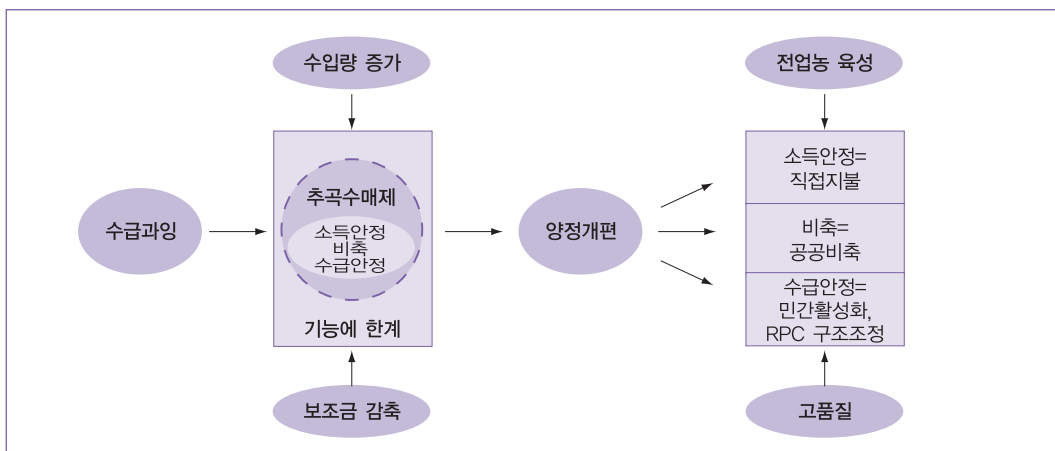 수입량 증가
전업농 육성
수급과잉
추곡수매제
소득안정
비축
수급안정
기능에 한계
보조금 감축
양정개편
소득안정=
직접지불
비축=
공공비축
수급안정=
민간활성화,
RPC 구조조정
고품질